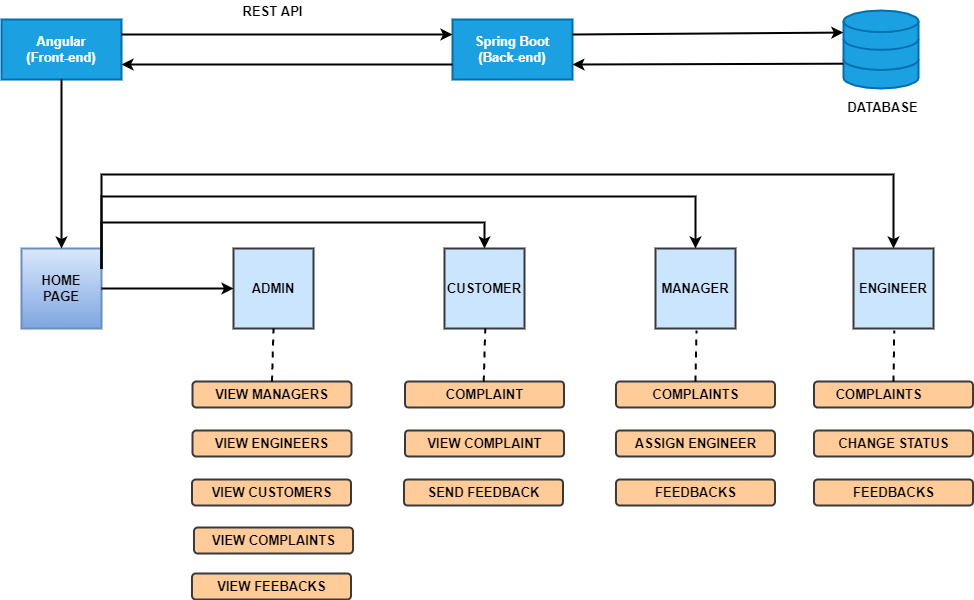 REST API
Angular
(Front-end)
Spring Boot
(Back-end)
DATABASE
HOME
PAGE
ADMIN
CUSTOMER
MANAGER
ENGINEER
VIEW MANAGERS
COMPLAINT
COMPLAINTS
COMPLAINTS
VIEW ENGINEERS
VIEW COMPLAINT
ASSIGN ENGINEER
CHANGE STATUS
VIEW CUSTOMERS
SEND FEEDBACK
FEEDBACKS
FEEDBACKS
VIEW COMPLAINTS
VIEW FEEBACKS